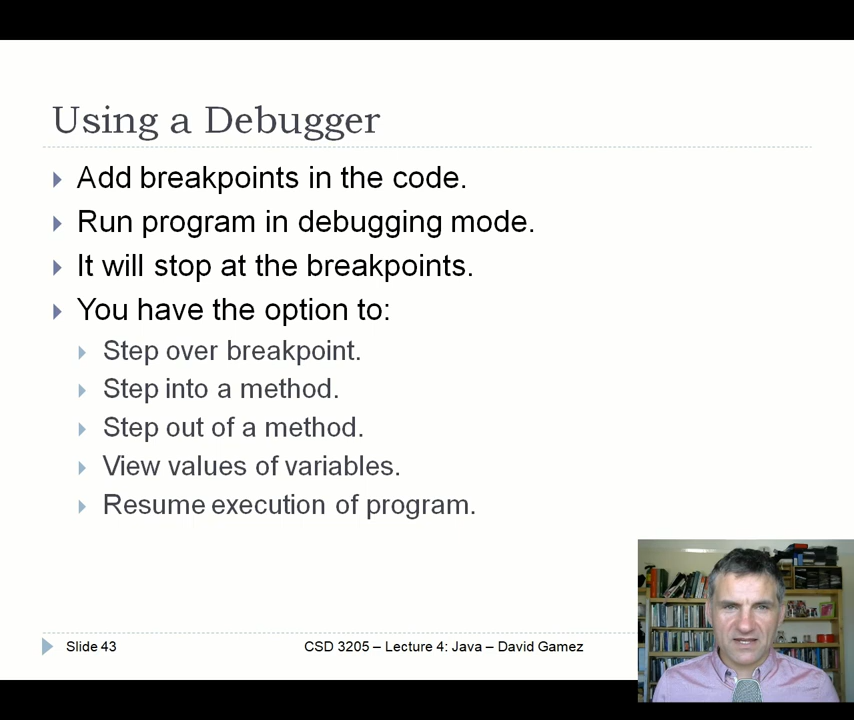 Using a Debugger
Add breakpoints in the code.
Run program in debugging mode.
It will stop at the breakpoints.
You have the option to:
Step over breakpoint.
Step into a method.
Step out of a method.
View values of variables.
Resume execution of program.
Slide 43
CSD 3205 – Lecture 4: Java – David Gamez